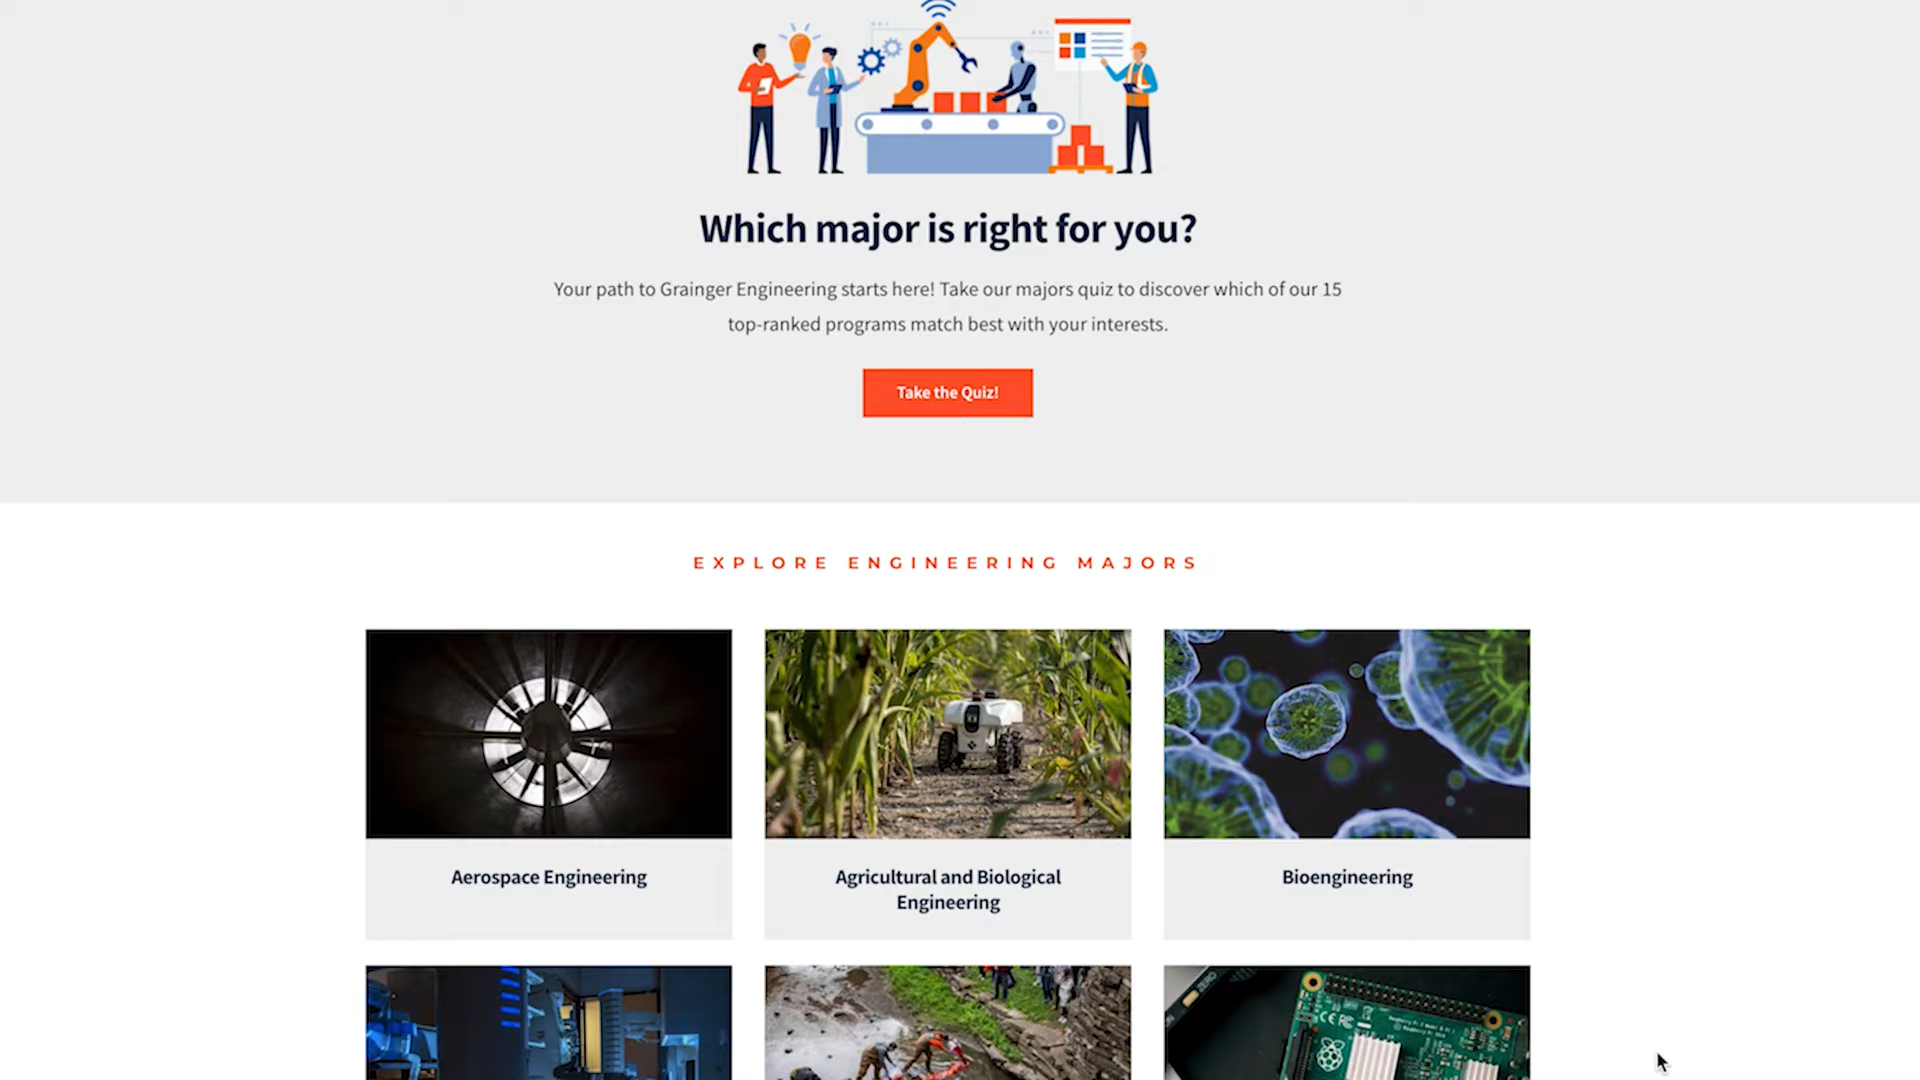 Which major is right for you?
Your path to Grainger Engineering starts here! Take our majors quiz to discover which of our 15
top-ranked programs match best with your interests.
Take the Quiz!
EXPLORE ENGINEERING MAJORS
Aerospace Engineering
Agricultural and Biological
Engineering
Bioengineering